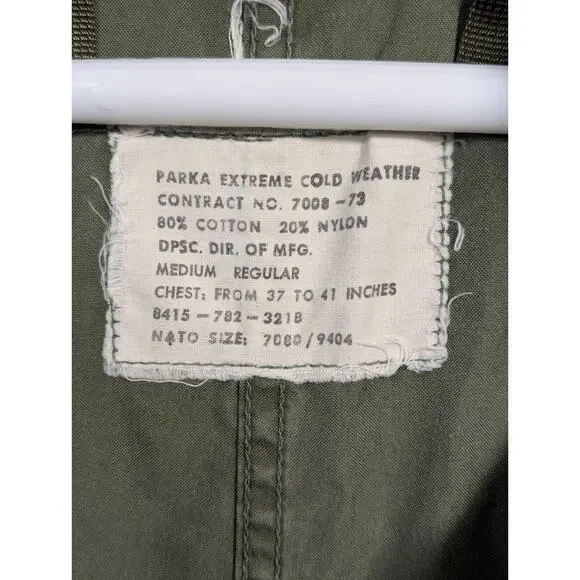 PARKA EXTREME COLD WEATHER
CONTRACT NO. 7008-73
80% COTTON 20% NYLON
DPSC. DIR. OF MFG.
MEDIUM REGULAR
CHEST; FROM 37 TO 41 INCHES
8415-782-3218
NATO SIZE: 7080/9404